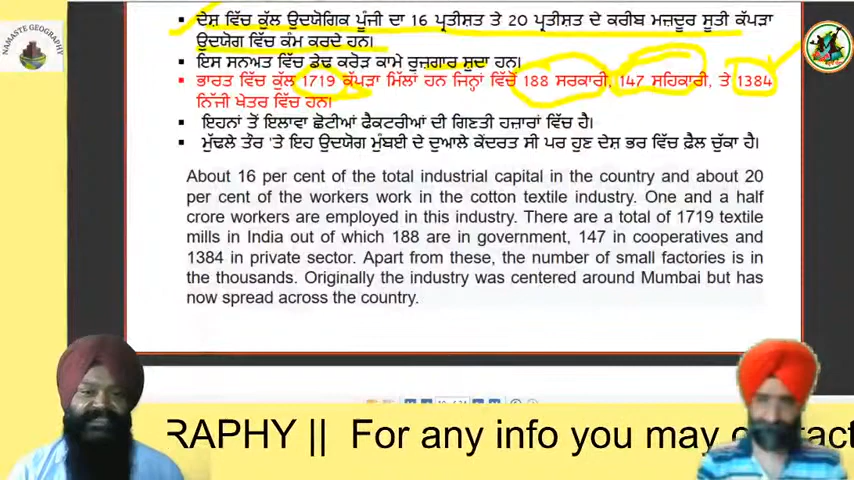 NAMASTE GEOGRAPHY
ਦੇਸ਼ ਵਿੱਚ ਕੁੱਲ ਉਦਯੋਗਿਕ ਪੂੰਜੀ ਦਾ 16 ਪ੍ਰਤੀਸ਼ਤ ਤੇ 20 ਪ੍ਰਤੀਸ਼ਤ ਦੇ ਕਰੀਬ ਮਜ਼ਦੂਰ ਸੂਤੀ ਕੱਪੜਾ
ਉਦਯੋਗ ਵਿੱਚ ਕੰਮ ਕਰਦੇ ਹਨ।
ਇਸ ਸਨਅਤ ਵਿੱਚ ਡੇਢ ਕਰੋੜ ਕਾਮੇ ਰੁਜ਼ਗਾਰ ਸ਼ੁਦਾ ਹਨ।
ਭਾਰਤ ਵਿੱਚ ਕੁੱਲ 1719 ਕੱਪੜਾ ਮਿੱਲਾਂ ਹਨ ਜਿਨ੍ਹਾਂ ਵਿੱਚੋਂ 188 ਸਰਕਾਰੀ, 147 ਸਹਿਕਾਰੀ, ਤੇ 1384
ਨਿੱਜੀ ਖੇਤਰ ਵਿੱਚ ਹਨ।
ਇਹਨਾਂ ਤੋਂ ਇਲਾਵਾ ਛੋਟੀਆਂ ਫੈਕਟਰੀਆਂ ਦੀ ਗਿਣਤੀ ਹਜ਼ਾਰਾਂ ਵਿੱਚ ਹੈ।
ਮੁੱਢਲੇ ਤੌਰ 'ਤੇ ਇਹ ਉਦਯੋਗ ਮੁੰਬਈ ਦੇ ਦੁਆਲੇ ਕੇਂਦਰਤ ਸੀ ਪਰ ਹੁਣ ਦੇਸ਼ ਭਰ ਵਿੱਚ ਫ਼ੈਲ ਚੁੱਕਾ ਹੈ।
About 16 per cent of the total industrial capital in the country and about 20
per cent of the workers work in the cotton textile industry. One and a half
crore workers are employed in this industry. There are a total of 1719 textile
mills in India out of which 188 are in government, 147 in cooperatives and
1384 in private sector. Apart from these, the number of small factories is in
the thousands. Originally the industry was centered around Mumbai but has
now spread across the country.
RAPHY || For any info you may contact